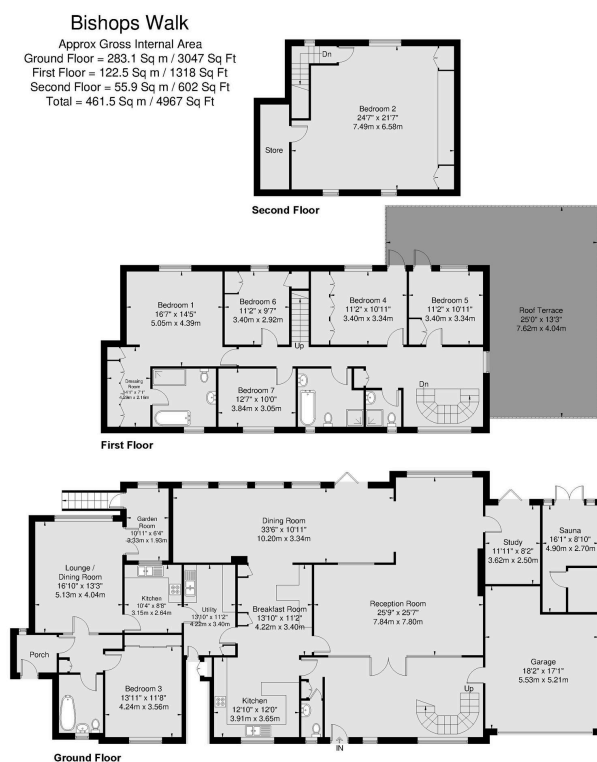 Bishops Walk
Approx Gross Internal Area
Ground Floor = 283.1 Sq m / 3047 Sq Ft
First Floor = 122.5 Sq m / 1318 Sq Ft
Second Floor = 55.9 Sq m / 602 Sq Ft
Total = 461.5 Sq m / 4967 Sq Ft
Dn
Bedroom 2
24'7" x 21'7"
7.49m x 6.58m
Store
Second Floor
Bedroom 1
16'7" x 14'5"
5.05m x 4.39m
Bedroom 6
11'2" x 9'7"
3.40m x 2.92m
Up
Bedroom 4
11'2" x 10'11"
3.40m x 3.34m
Bedroom 5
11'2" x 10'11"
3.40m x 3.34m
Roof Terrace
25'0" x 13'3"
7.62m x 4.04m
Dressing
Room
Bedroom 7
12'7" x 10'0"
3.84m x 3.05m
Dn
First Floor
Garden
Room
10'11" x 6'4"
3.33m x 1.93m
Dining Room
33'6" x 10'11"
10.20m x 3.34m
Study
11'11" x 8'2"
3.62m x 2.50m
Sauna
16'1" x 8'10"
4.90m x 2.70m
Lounge /
Dining Room
16'10" x 13'3"
5.13m x 4.04m
Kitchen
10'4" x 8'8"
3.15m x 2.64m
Utility
13'10" x 11'2"
4.22m x 3.40m
Breakfast Room
13'10" x 11'2"
4.22m x 3.40m
Reception Room
25'9" x 25'7"
7.84m x 7.80m
Porch
Bedroom 3
13'11" x 11'8"
4.24m x 3.56m
Kitchen
12'10" x 12'0"
3.91m x 3.65m
Garage
18'2" x 17'1"
5.53m x 5.21m
Up
IN
Ground Floor